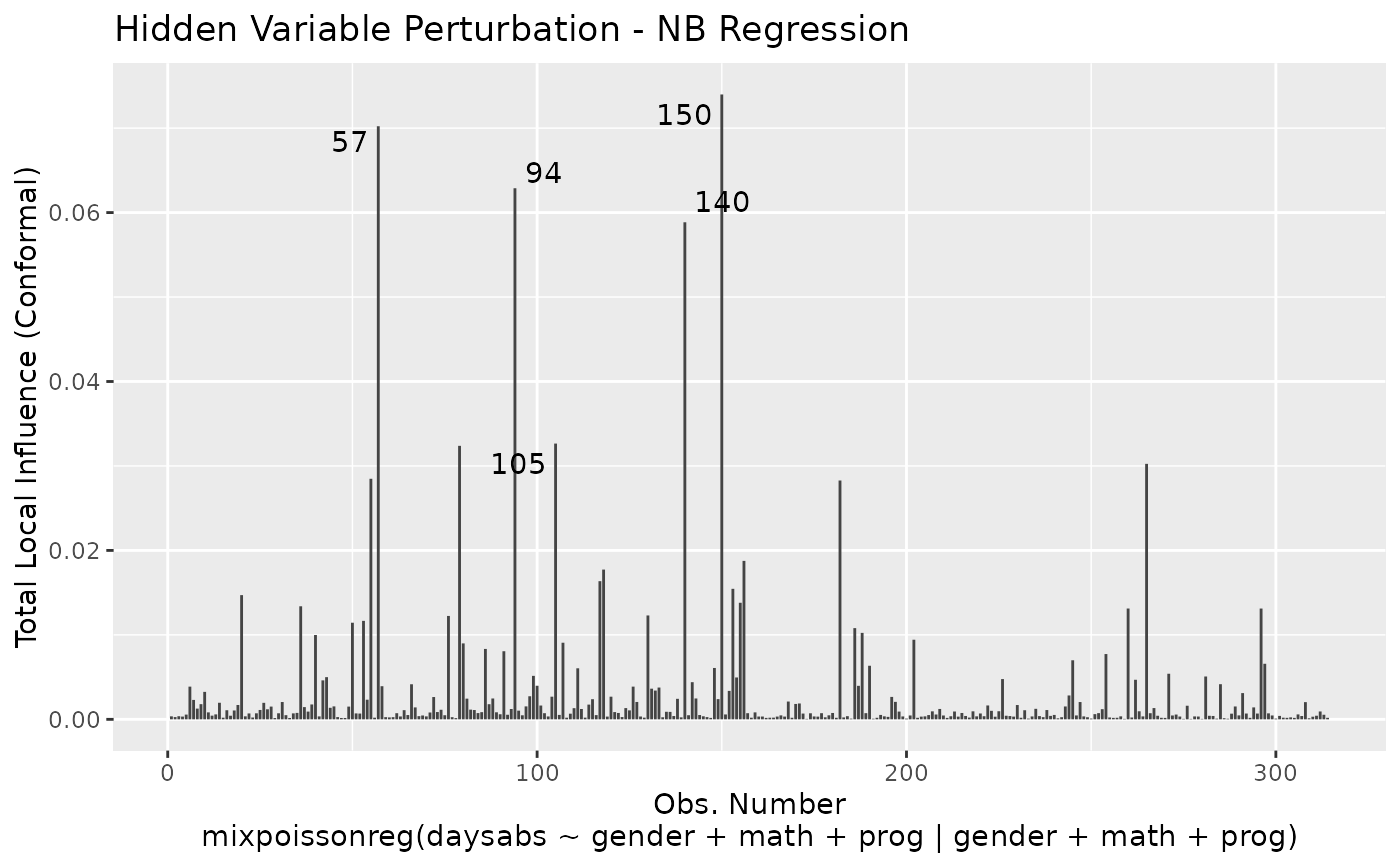 Hidden Variable Perturbation - NB Regression
Total Local Influence (Conformal)
150
57
94
140
0.06
0.04
105
0.02
0.00
0 100 200 300
Obs. Number
mixpoissonreg(daysabs ~ gender + math + prog | gender + math + prog)